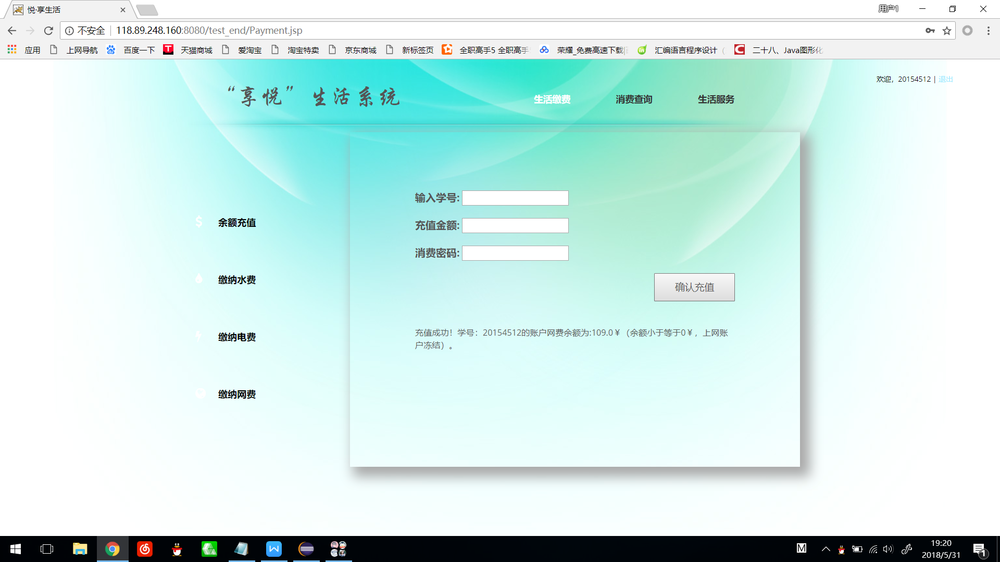 悦·享生活
用户1
不安全
118.89.248.160:8080/test_end/Payment.jsp
应用
上网导航
百度一下
天猫商城
爱淘宝
淘宝特卖
京东商城
新标签页
全职高手5 全职高手
荣耀_免费高速下载|
汇编语言程序设计 (
二十八、Java图形化
欢迎，20154512 | 退出
“享悦” 生活系统
生活缴费
消费查询
生活服务
余额充值
缴纳水费
缴纳电费
缴纳网费
输入学号:
充值金额:
消费密码:
确认充值
充值成功！学号：20154512的账户网费余额为:109.0￥（余额小于等于0￥，上网账
户冻结）。
M
19:20
2018/5/31
1